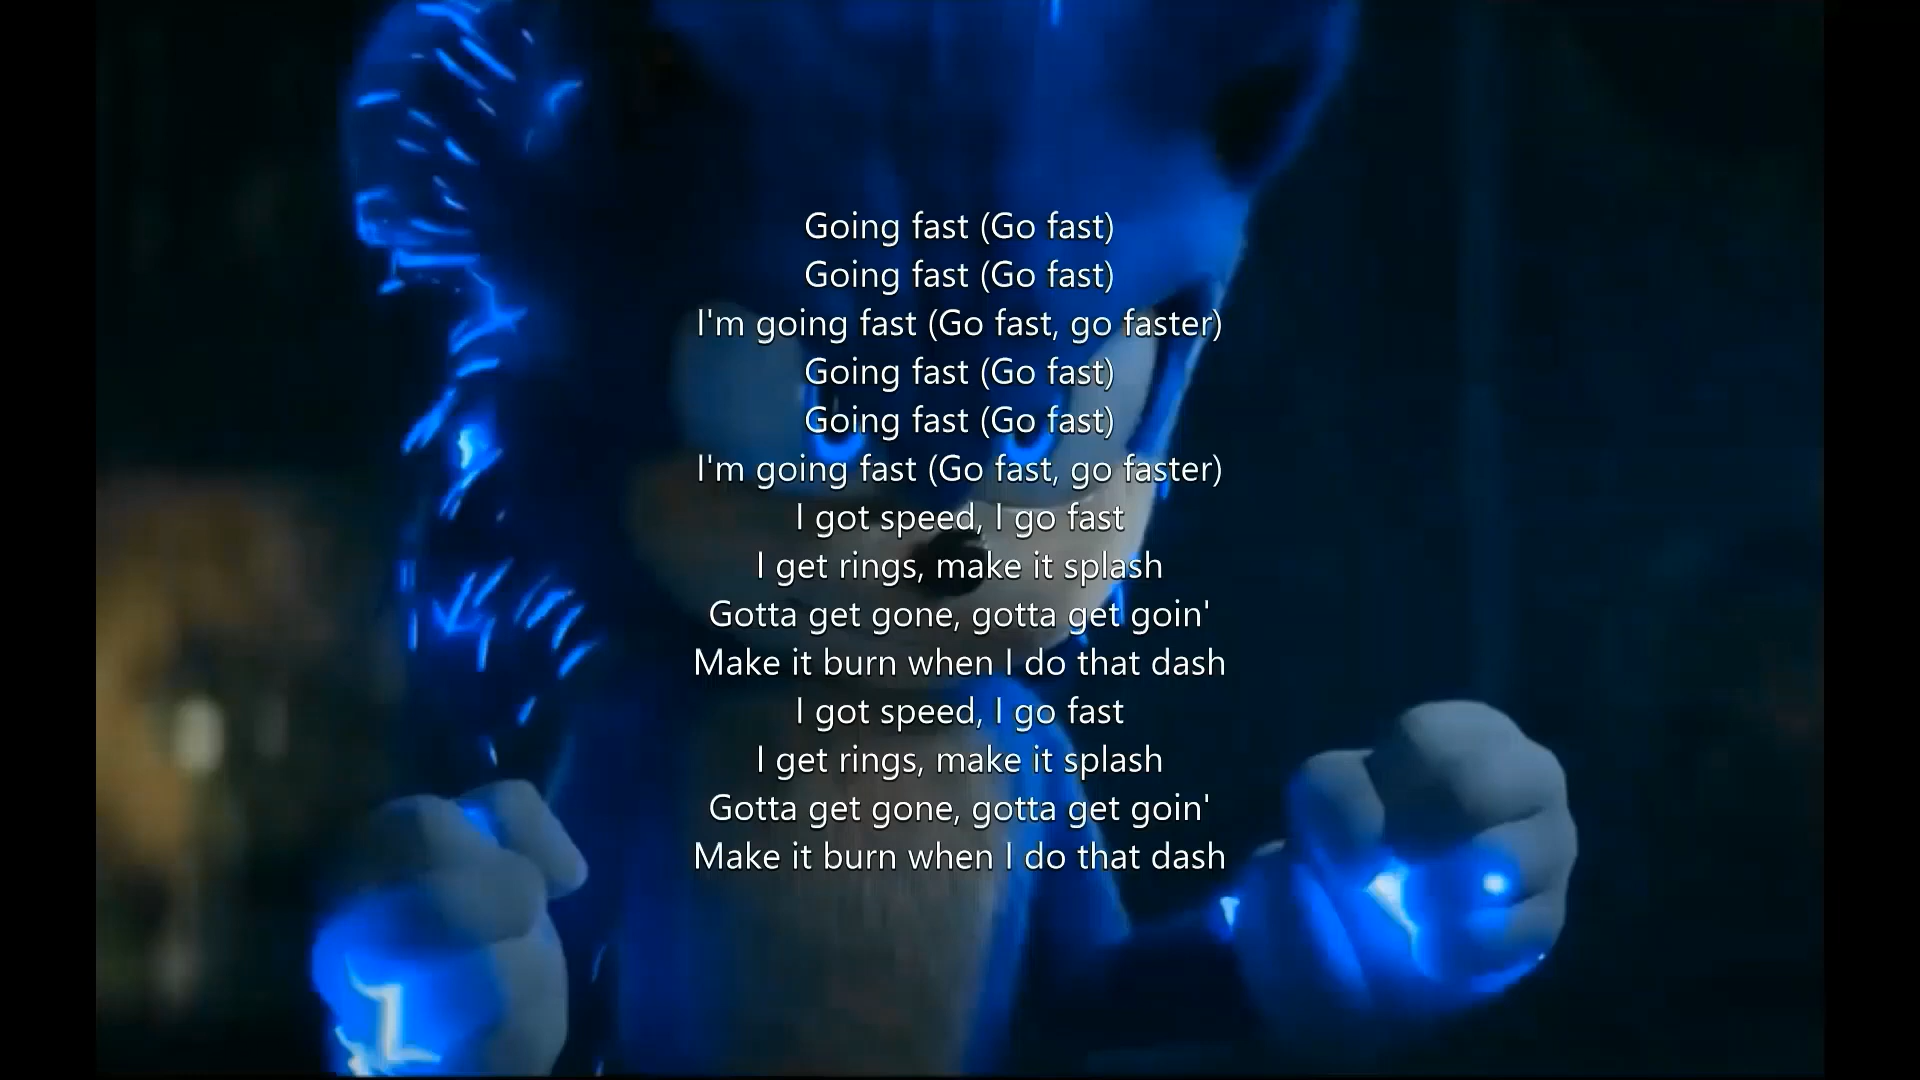 Going fast (Go fast)
Going fast (Go fast)
I'm going fast (Go fast, go faster)
Going fast (Go fast)
Going fast (Go fast)
I'm going fast (Go fast, go faster)
I got speed, I go fast
I get rings, make it splash
Gotta get gone, gotta get goin'
Make it burn when I do that dash
I got speed, I go fast
I get rings, make it splash
Gotta get gone, gotta get goin'
Make it burn when I do that dash